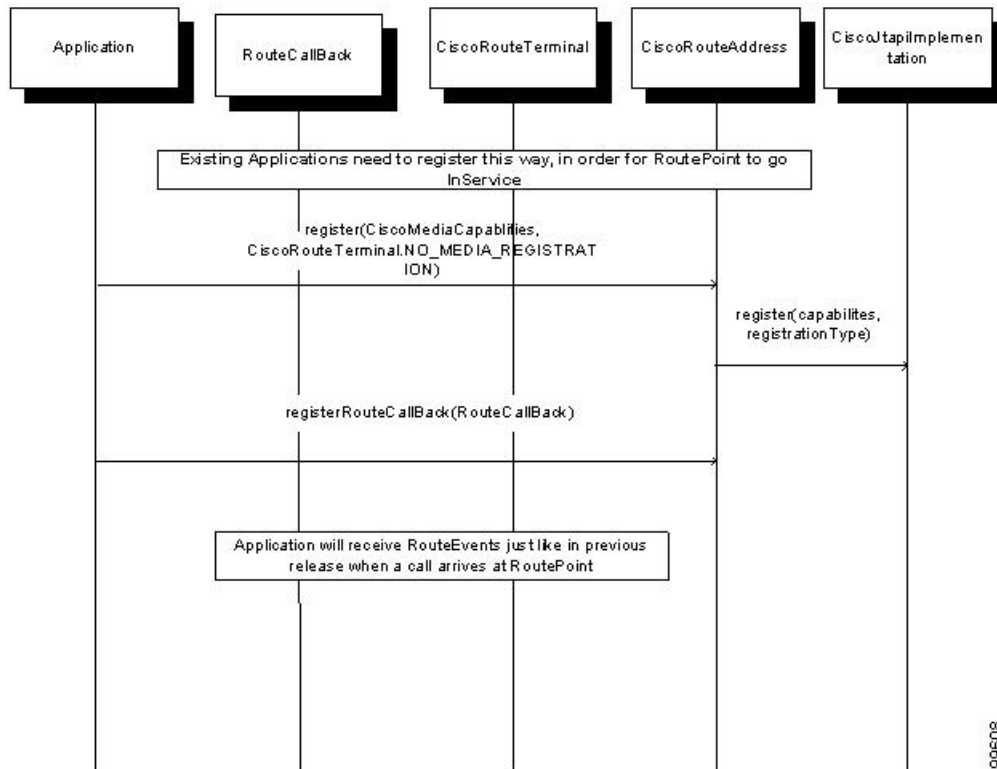 Application
RouteCallBack
CiscoRouteTerminal
CiscoRouteAddress
CiscoJtapiImplemen
tation
Existing Applications need to register this way, in order for RoutePoint to go
InService
register(CiscoMediaCapablities,
CiscoRouteTerminal.NO_MEDIA_REGISTRAT
ION)
register(capabilites,
registrationType)
registerRouteCallBack(RouteCallBack)
Application will receive RouteEvents just like in previous
release when a call arrives at RoutePoint
99608